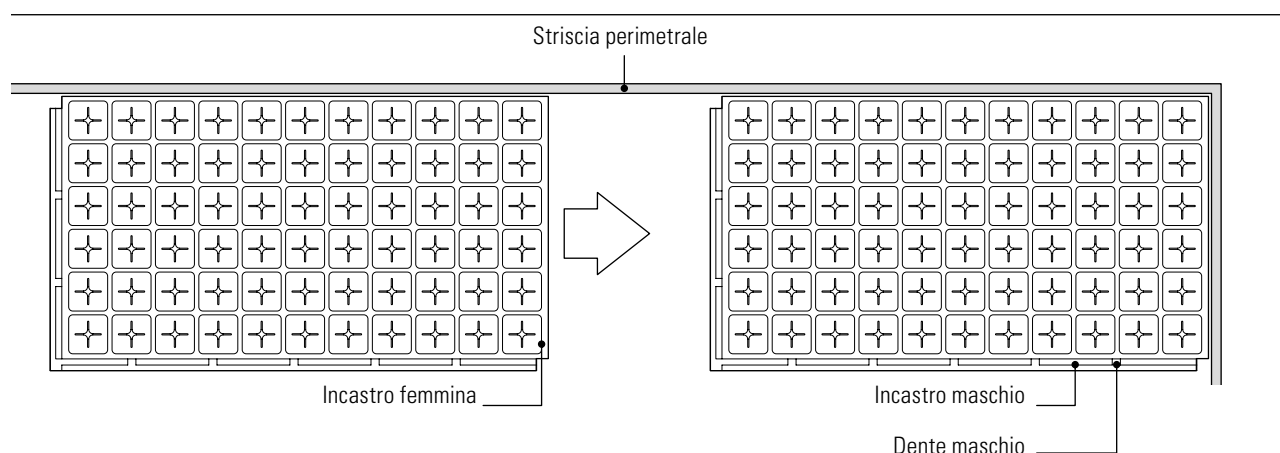 Striscia perimetrale
Incastro femmina
Incastro maschio
Dente maschio